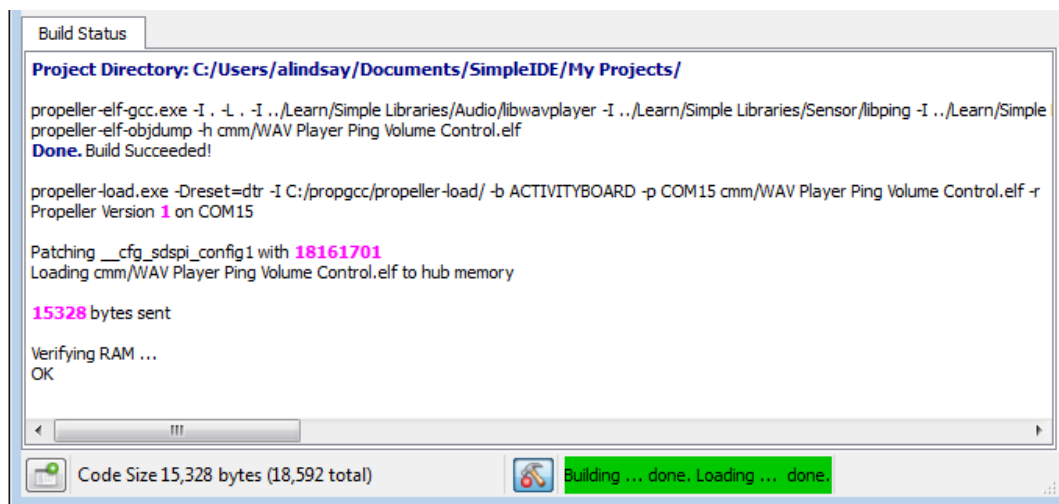 Build Status
Project Directory: C:/Users/alindsay/Documents/SimpleIDE/My Projects/
propeller-elf-gcc.exe -I . -L . -I ../Learn/Simple Libraries/Audio/libwavplayer -I ../Learn/Simple Libraries/Sensor/libping -I ../Learn/Simple
propeller-elf-objdump -h cmm/WAV Player Ping Volume Control.elf
Done. Build Succeeded!
propeller-load.exe -Dreset=dtr -I C:/propgcc/propeller-load/ -b ACTIVITYBOARD -p COM15 cmm/WAV Player Ping Volume Control.elf -r
Propeller Version 1 on COM15
Patching __cfg_sdspi_config1 with 18161701
Loading cmm/WAV Player Ping Volume Control.elf to hub memory
15328 bytes sent
Verifying RAM ...
OK
Code Size 15,328 bytes (18,592 total)
Building ... done. Loading ... done.